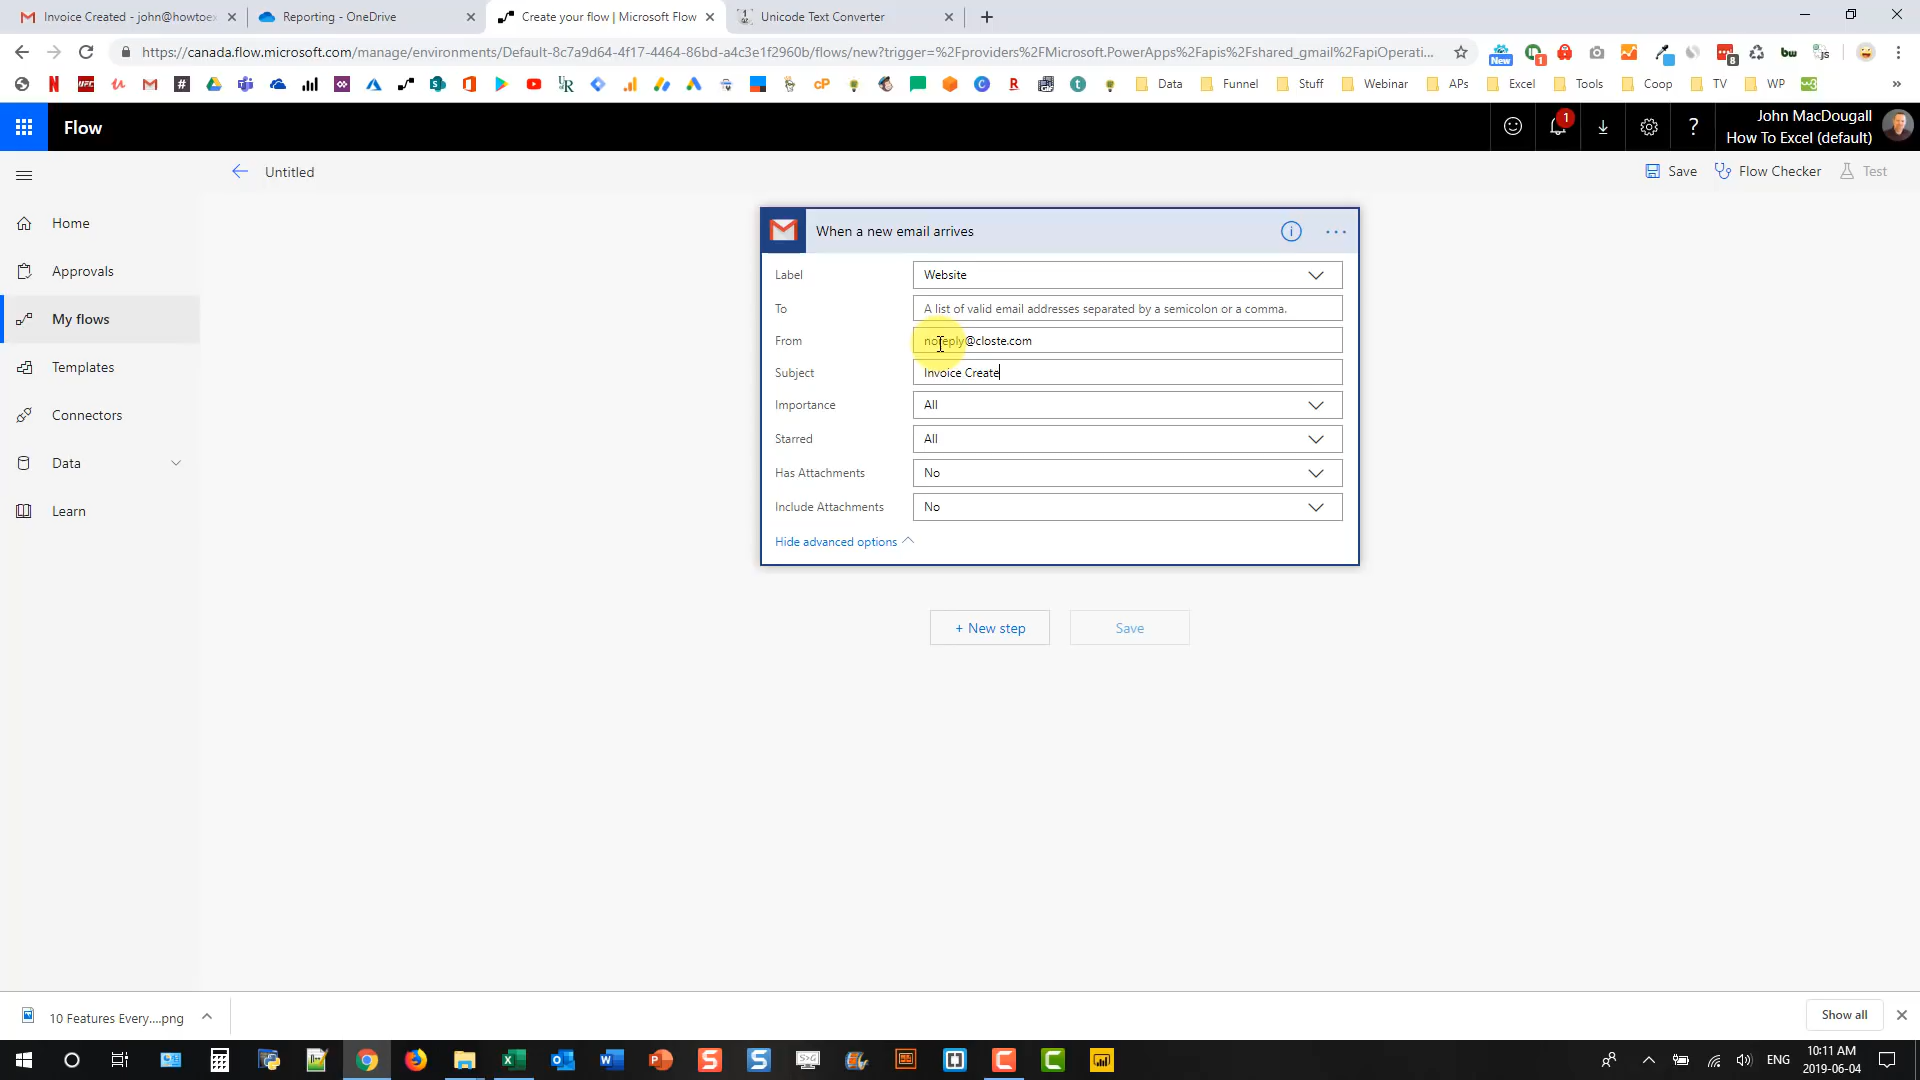 Invoice Created - john@howtoex
Reporting - OneDrive
Create your flow | Microsoft Flow
Unicode Text Converter
https://canada.flow.microsoft.com/manage/environments/Default-8c7a9d64-4f17-4464-86bd-a4c3e1f2960b/flows/new?trigger=%2Fproviders%2FMicrosoft.PowerApps%2Fapis%2Fshared_gmail%2FapiOperati...
New
1
8
Data
Funnel
Stuff
Webinar
APs
Excel
Tools
Coop
TV
WP
»
Flow
1
?
John MacDougall
How To Excel (default)
Untitled
Save
Flow Checker
Test
Home
Approvals
My flows
Templates
Connectors
Data
Learn
When a new email arrives
Label
Website
To
A list of valid email addresses separated by a semicolon or a comma.
From
noreply@closte.com
Subject
Invoice Create
Importance
All
Starred
All
Has Attachments
No
Include Attachments
No
Hide advanced options
+ New step
Save
10 Features Every....png
Show all
ENG
10:11 AM
2019-06-04